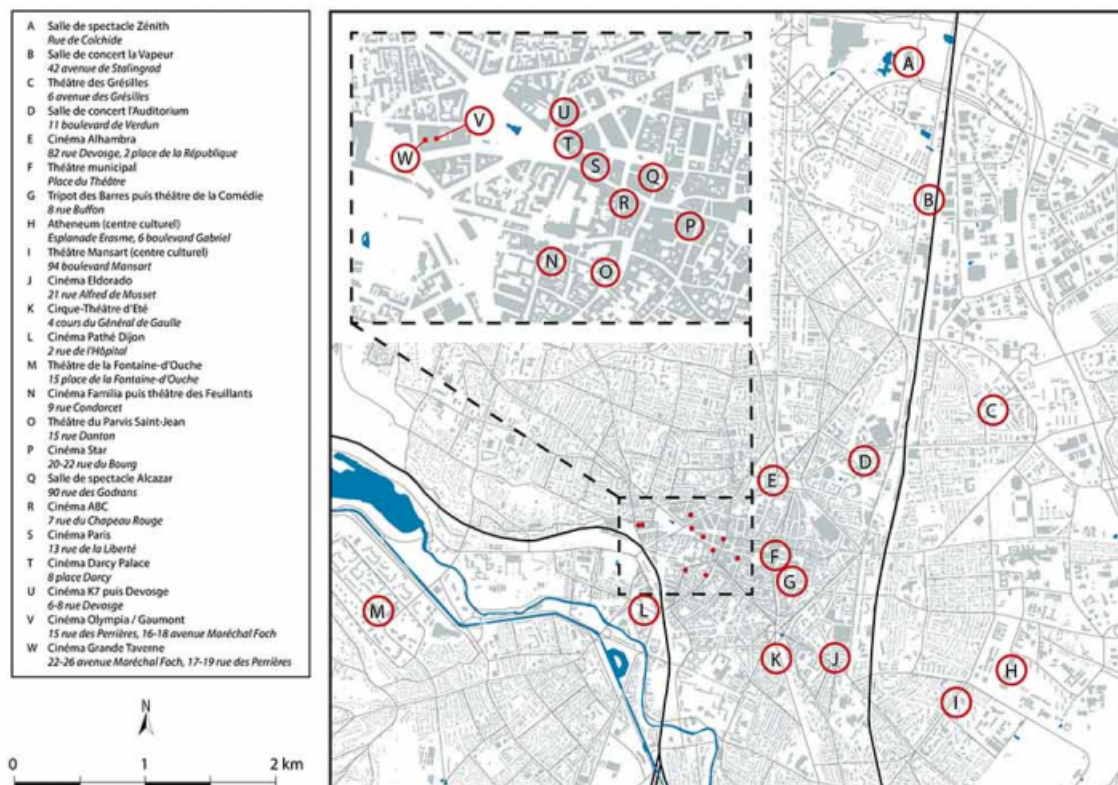 A Salle de spectacle Zénith
Rue de Colchide
B Salle de concert la Vapeur
42 avenue de Stalingrad
C Théâtre des Grésilles
6 avenue des Grésilles
D Salle de concert l'Auditorium
11 boulevard de Verdun
E Cinéma Alhambra
82 rue Devosge, 2 place de la République
F Théâtre municipal
Place du Théâtre
G Tripot des Barres puis théâtre de la Comédie
8 rue Buffon
H Atheneum (centre culturel)
Esplanade Erasme, 6 boulevard Gabriel
I Théâtre Mansart (centre culturel)
94 boulevard Mansart
J Cinéma Eldorado
21 rue Alfred de Musset
K Cirque-Théâtre d'Eté
4 cours du Général de Gaulle
L Cinéma Pathé Dijon
2 rue de l'Hôpital
M Théâtre de la Fontaine-d'Ouche
15 place de la Fontaine-d'Ouche
N Cinéma Familia puis théâtre des Feuillants
9 rue Condorcet
O Théâtre du Parvis Saint-Jean
15 rue Danton
P Cinéma Star
20-22 rue du Bourg
Q Salle de spectacle Alcazar
90 rue des Godrans
R Cinéma ABC
7 rue du Chapeau Rouge
S Cinéma Paris
13 rue de la Liberté
T Cinéma Darcy Palace
8 place Darcy
U Cinéma K7 puis Devosge
6-8 rue Devosge
V Cinéma Olympia / Gaumont
15 rue des Perrières, 16-18 avenue Maréchal Foch
W Cinéma Grande Taverne
22-26 avenue Maréchal Foch, 17-19 rue des Perrières
N
0 1 2 km
A
U
V
T
W
S
Q
B
R
P
N
O
C
D
E
F
G
M
L
K
J
H
I